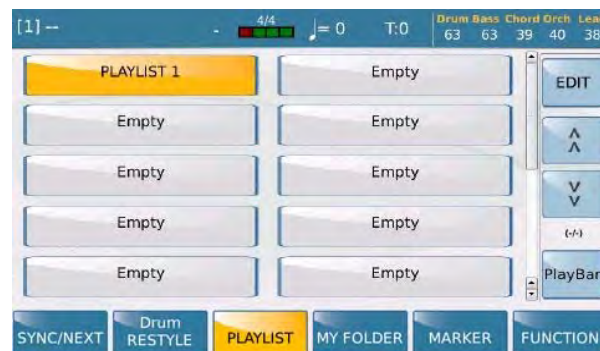 [1] -- - 4/4 ♩= 0 T:0 Drum Bass Chord Orch Lea
63 63 39 40 38
PLAYLIST 1 Empty
EDIT
Empty Empty
Empty Empty
Empty Empty
(-/-)
Empty Empty
PlayBar
SYNC/NEXT Drum RESTYLE PLAYLIST MY FOLDER MARKER FUNCTION